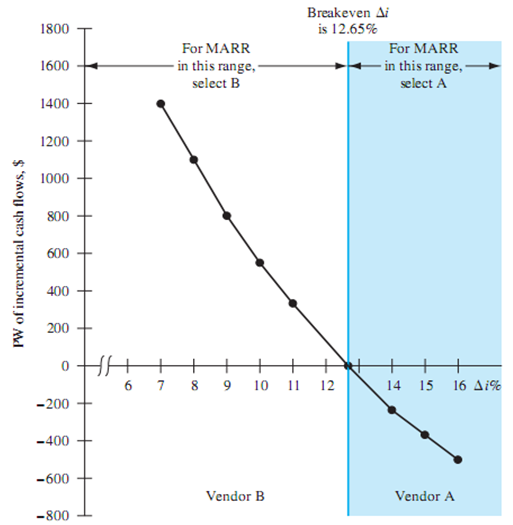 Breakeven Δi
is 12.65%
For MARR
in this range,
select B
For MARR
in this range,
select A
PW of incremental cash flows, $
1800
1600
1400
1200
1000
800
600
400
200
0
−200
−400
−600
−800
6 7 8 9 10 11 12 14 15 16 Δi%
Vendor B
Vendor A